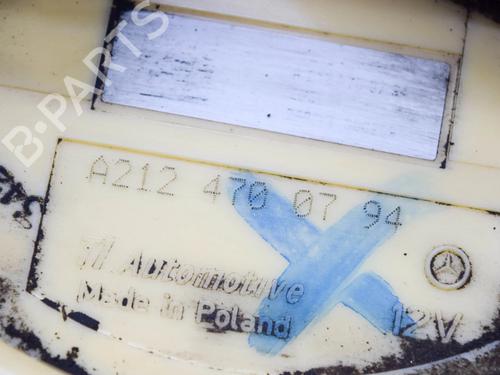 B-PARTS
A212 470 07 94
TI Automotive
Made in Poland
12V